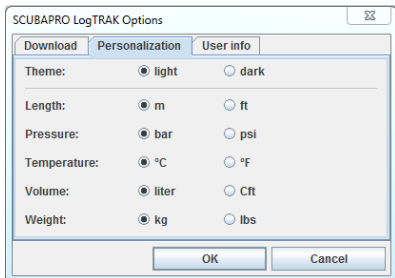 SCUBAPRO LogTRAK Options
Download Personalization User info
Theme: light dark
Length: m ft
Pressure: bar psi
Temperature: °C °F
Volume: liter Cft
Weight: kg lbs
OK Cancel